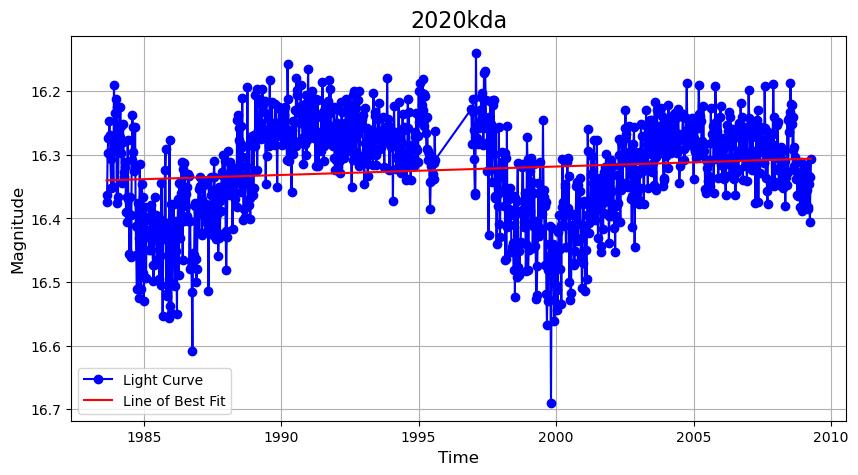 2020kda
Magnitude
16.2
16.3
16.4
16.5
16.6
16.7
Light Curve
Line of Best Fit
1985 1990 1995 2000 2005 2010
Time